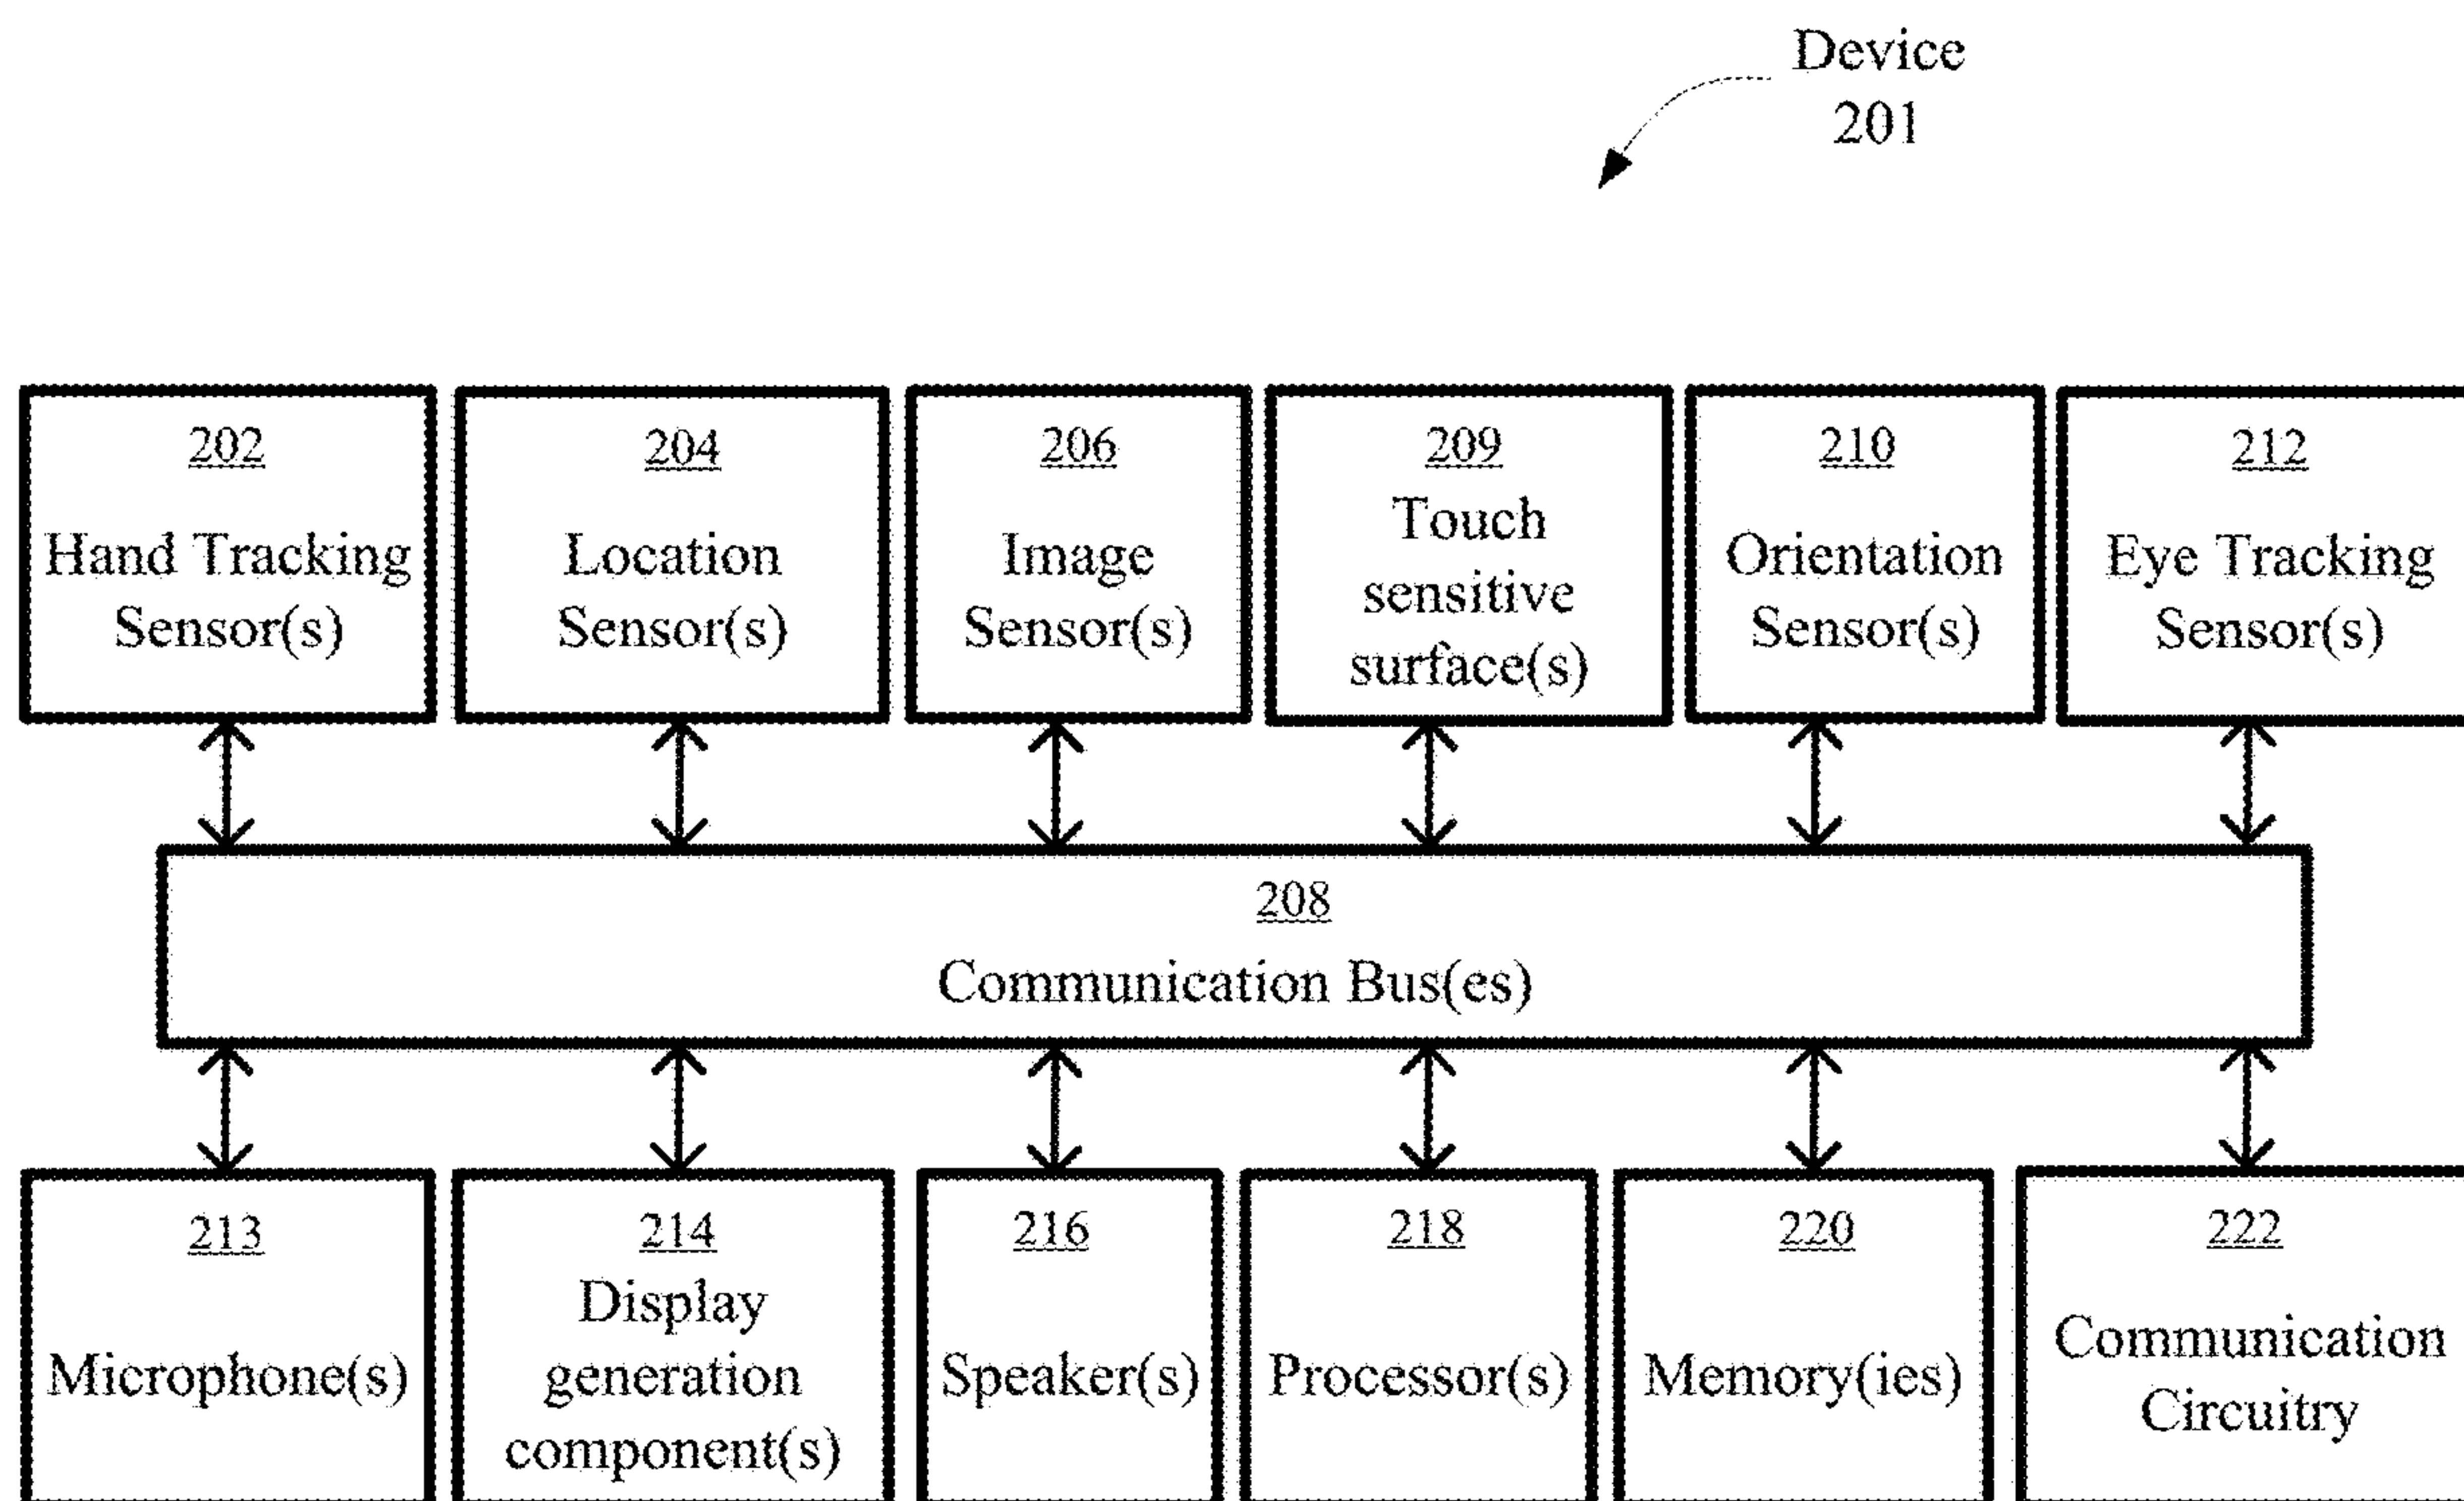 Device
201
202
Hand Tracking
Sensor(s)
204
Location
Sensor(s)
206
Image
Sensor(s)
209
Touch
sensitive
surface(s)
210
Orientation
Sensor(s)
212
Eye Tracking
Sensor(s)
208
Communication Bus(es)
213
Microphone(s)
214
Display
generation
component(s)
216
Speaker(s)
218
Processor(s)
220
Memory(ies)
222
Communication
Circuitry